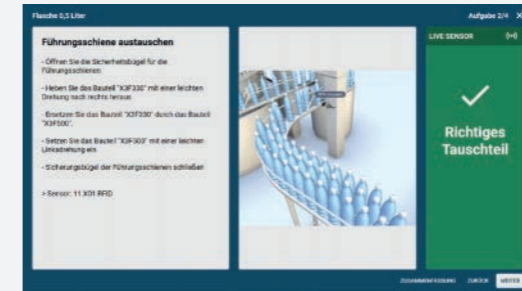 Flasche 0,5 Liter
Aufgabe 2/4
Führungsschiene austauschen
- Öffnen Sie die Sicherheitsbügel für die
Führungsschienen
- Heben Sie das Bauteil "X3F330" mit einer leichten
Drehung nach rechts heraus
- Ersetzen Sie das Bauteil "X3F330" durch das Bauteil
"X3F500".
- Setzen Sie das Bauteil "X3F500" mit einer leichten
Linksdrehung ein
- Sicherungsbügel der Führungsschienen schließen
> Sensor: 11.X01 RFID
LIVE SENSOR
Richtiges
Tauschteil
ZUSAMMENFASSUNG
ZURÜCK
WEITER